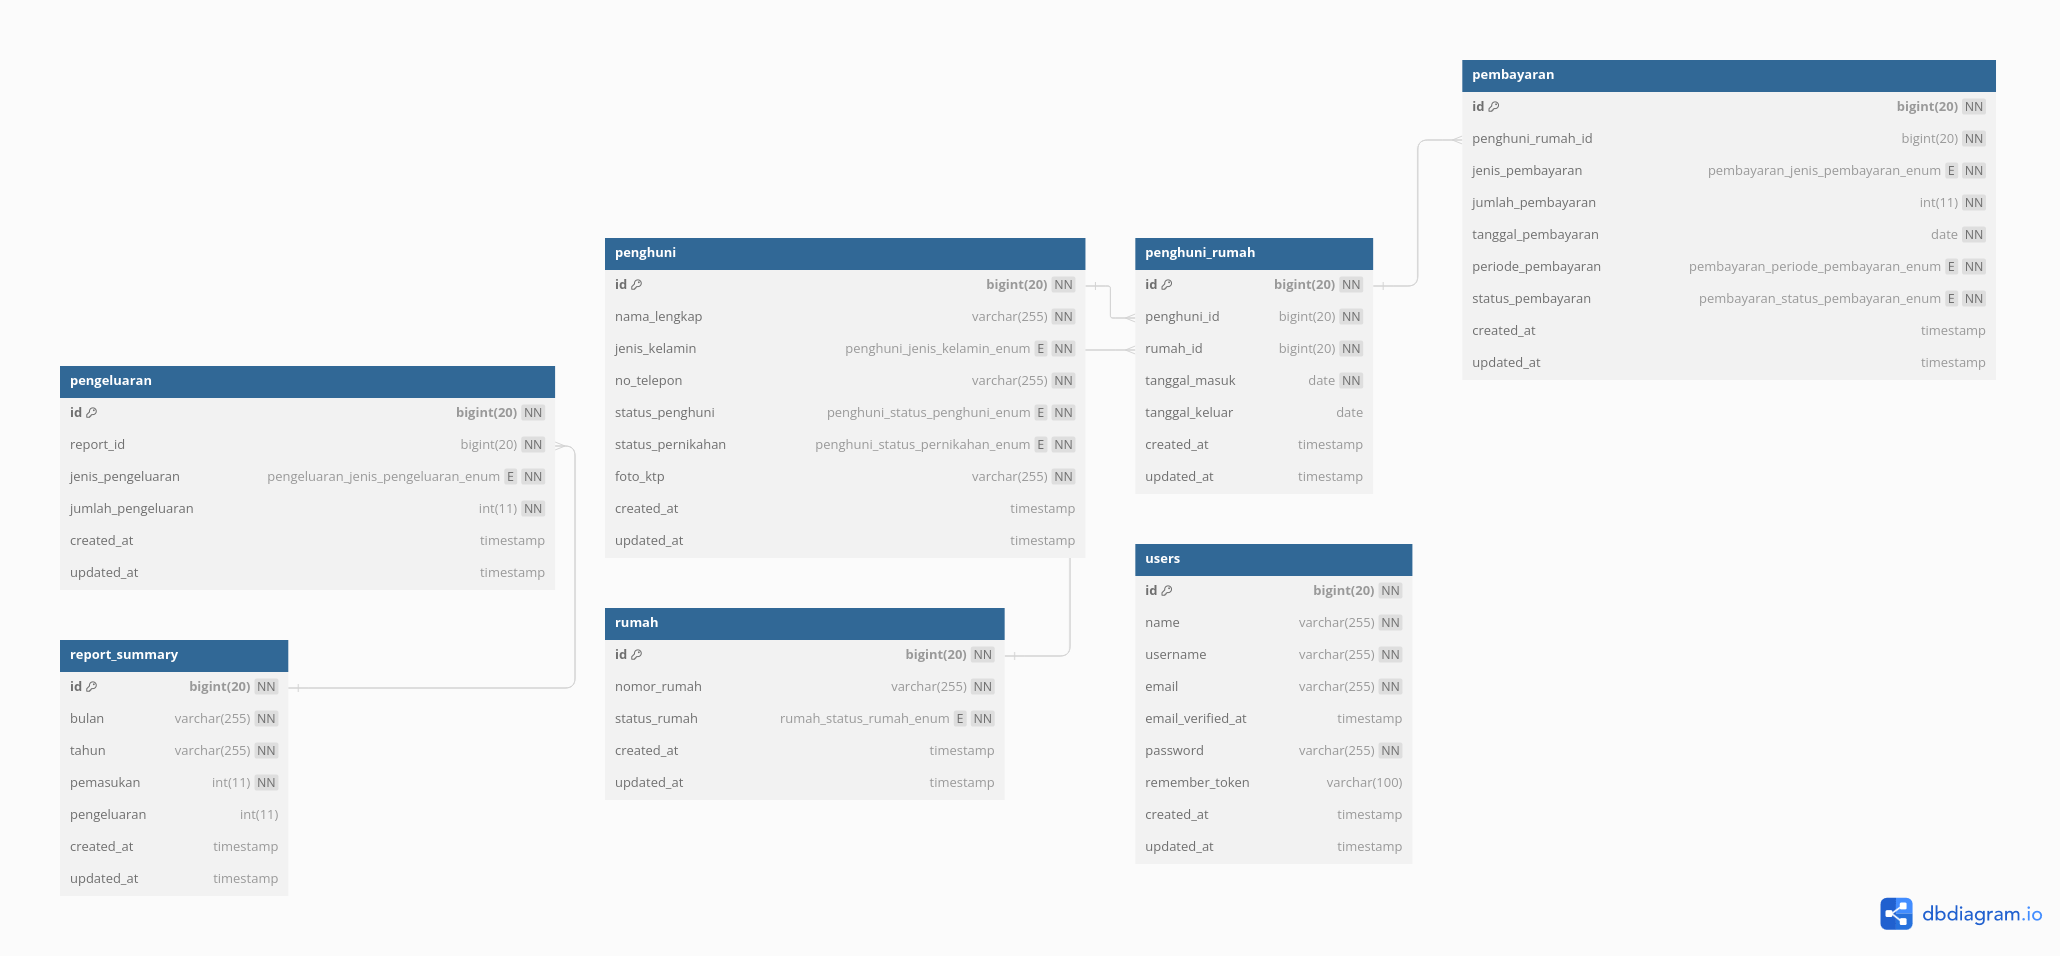 pembayaran
id bigint(20) NN
penghuni_rumah_id bigint(20) NN
jenis_pembayaran pembayaran_jenis_pembayaran_enum E NN
jumlah_pembayaran int(11) NN
tanggal_pembayaran date NN
periode_pembayaran pembayaran_periode_pembayaran_enum E NN
status_pembayaran pembayaran_status_pembayaran_enum E NN
created_at timestamp
updated_at timestamp
penghuni
id bigint(20) NN
nama_lengkap varchar(255) NN
jenis_kelamin penghuni_jenis_kelamin_enum E NN
no_telepon varchar(255) NN
status_penghuni penghuni_status_penghuni_enum E NN
status_pernikahan penghuni_status_pernikahan_enum E NN
foto_ktp varchar(255) NN
created_at timestamp
updated_at timestamp
penghuni_rumah
id bigint(20) NN
penghuni_id bigint(20) NN
rumah_id bigint(20) NN
tanggal_masuk date NN
tanggal_keluar date
created_at timestamp
updated_at timestamp
pengeluaran
id bigint(20) NN
report_id bigint(20) NN
jenis_pengeluaran pengeluaran_jenis_pengeluaran_enum E NN
jumlah_pengeluaran int(11) NN
created_at timestamp
updated_at timestamp
users
id bigint(20) NN
name varchar(255) NN
username varchar(255) NN
email varchar(255) NN
email_verified_at timestamp
password varchar(255) NN
remember_token varchar(100)
created_at timestamp
updated_at timestamp
rumah
id bigint(20) NN
nomor_rumah varchar(255) NN
status_rumah rumah_status_rumah_enum E NN
created_at timestamp
updated_at timestamp
report_summary
id bigint(20) NN
bulan varchar(255) NN
tahun varchar(255) NN
pemasukan int(11) NN
pengeluaran int(11)
created_at timestamp
updated_at timestamp
dbdiagram.io